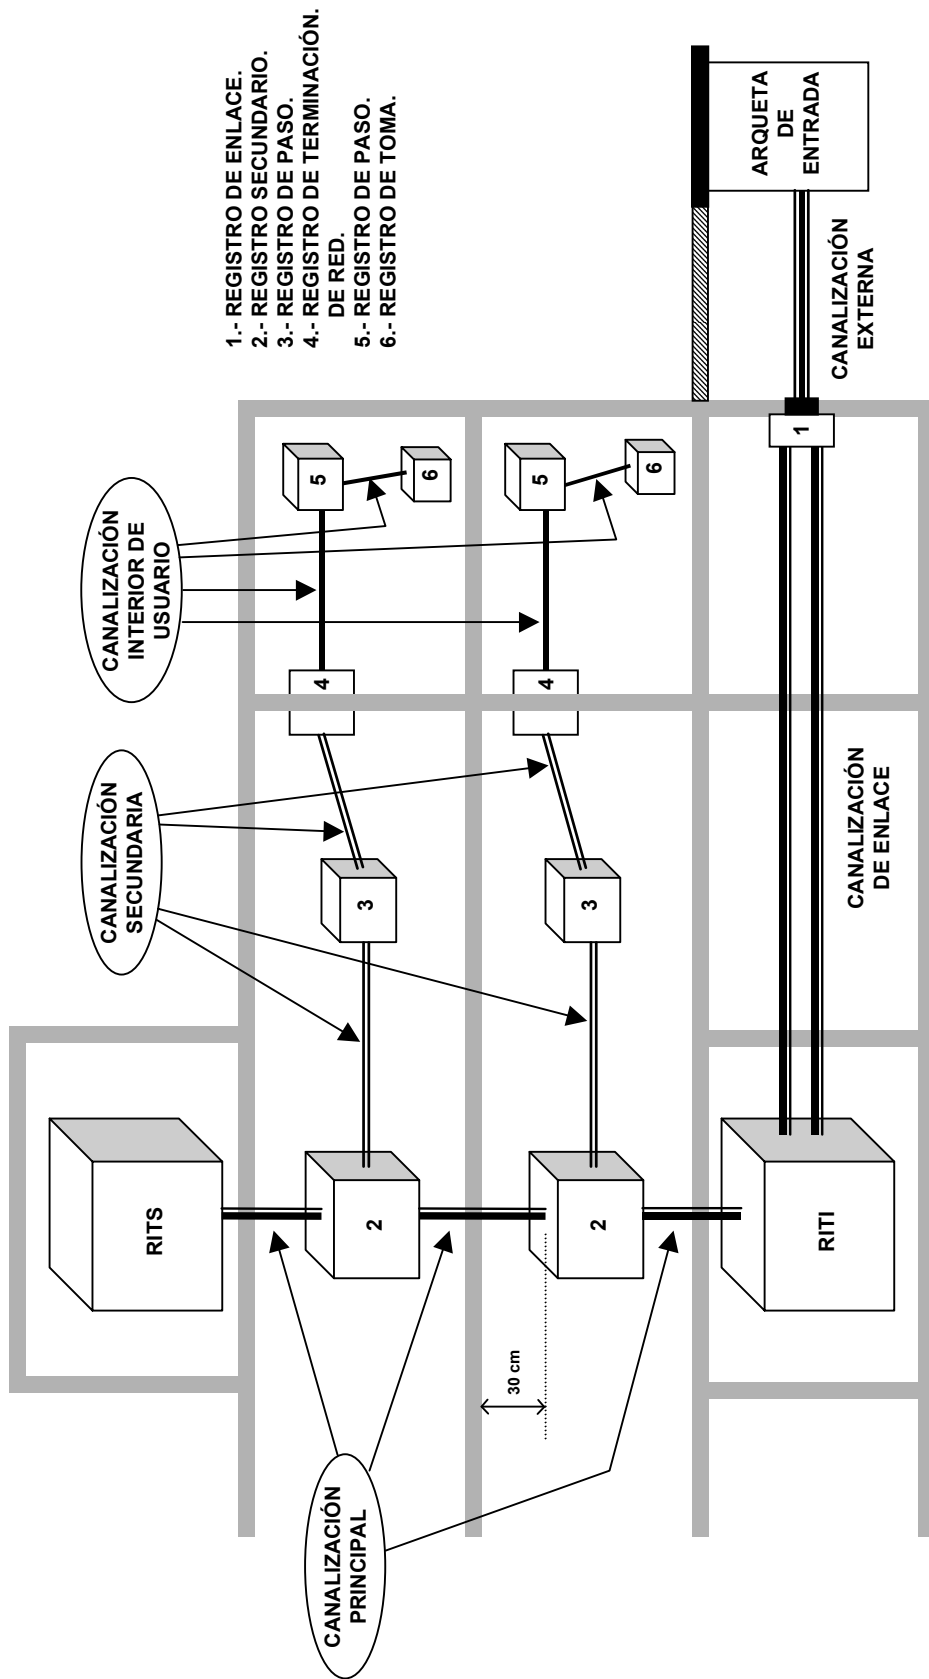 1.- REGISTRO DE ENLACE.
2.- REGISTRO SECUNDARIO.
3.- REGISTRO DE PASO.
4.- REGISTRO DE TERMINACIÓN.
DE RED.
5.- REGISTRO DE PASO.
6.- REGISTRO DE TOMA.
CANALIZACIÓN
INTERIOR DE
USUARIO
CANALIZACIÓN
SECUNDARIA
CANALIZACIÓN
PRINCIPAL
RITS
2
3
4
5
6
30 cm
2
3
4
5
6
RITI
1
CANALIZACIÓN
DE ENLACE
CANALIZACIÓN
EXTERNA
ARQUETA
DE
ENTRADA